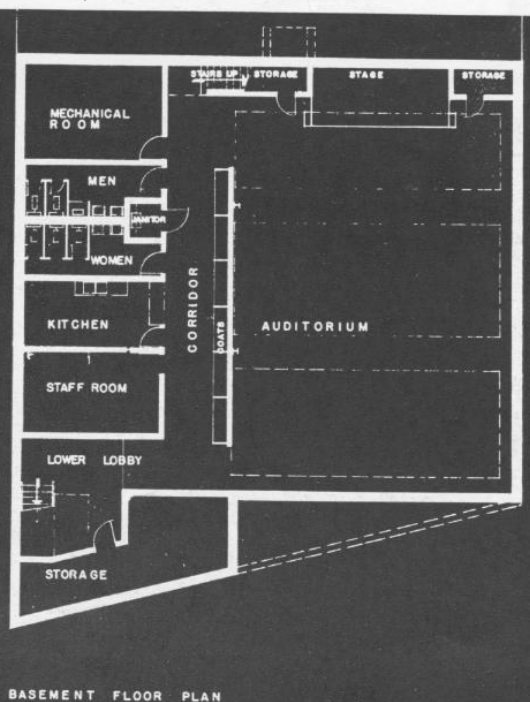 STAIRS UP
STORAGE
STAGE
STORAGE
MECHANICAL
ROOM
MEN
JANITOR
WOMEN
CORRIDOR
COATS
AUDITORIUM
KITCHEN
STAFF ROOM
LOWER LOBBY
STORAGE
BASEMENT FLOOR PLAN